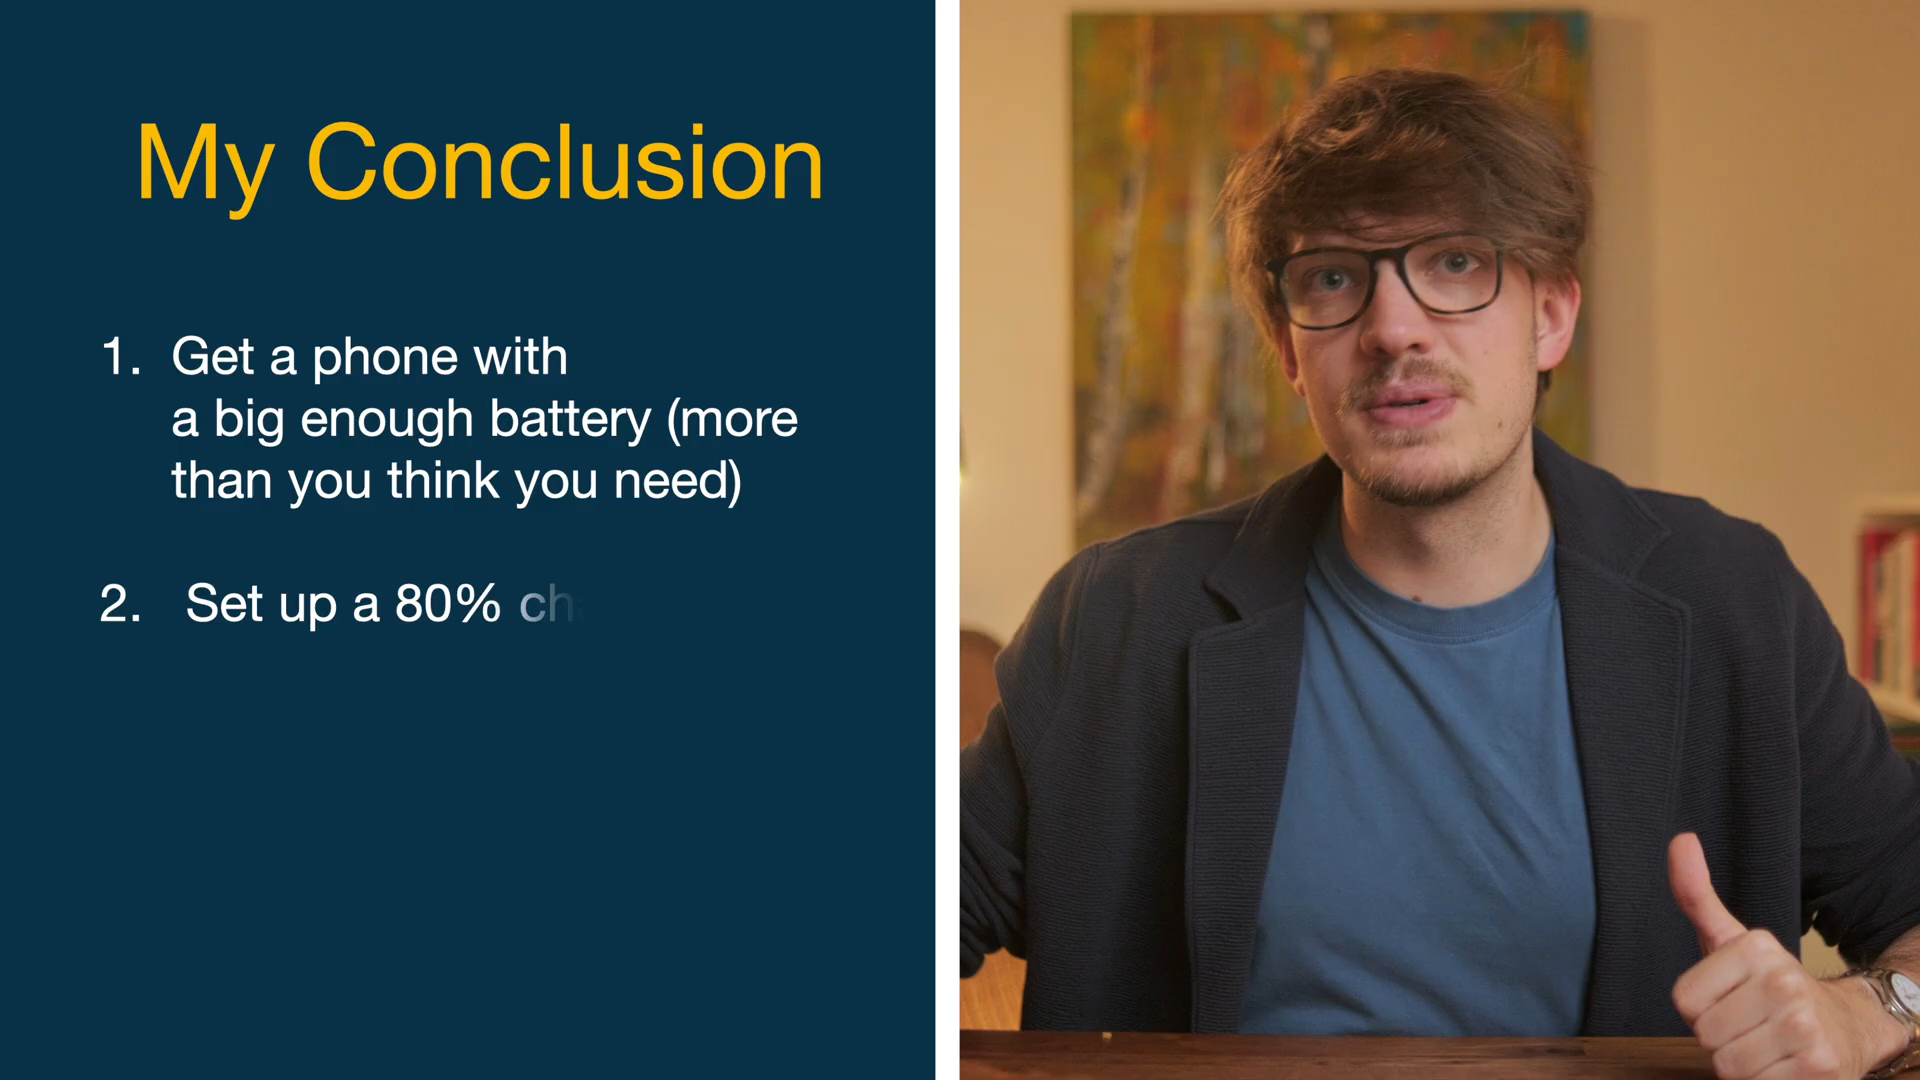 My Conclusion
1. Get a phone with
a big enough battery (more
than you think you need)
2. Set up a 80%